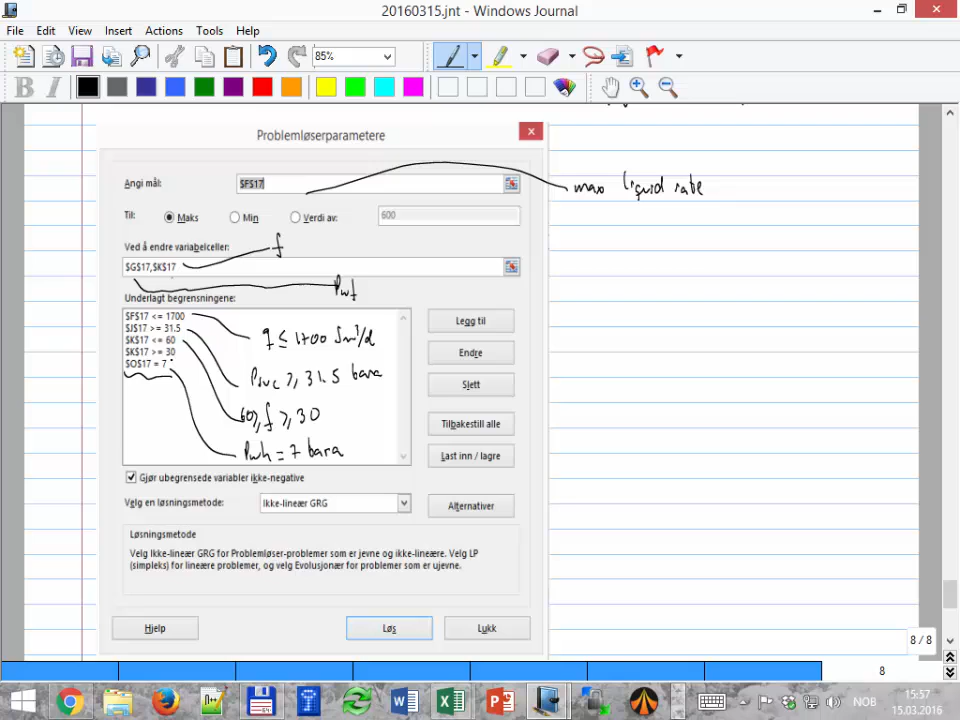 20160315.jnt - Windows Journal
File Edit View Insert Actions Tools Help
85%
B I
Problemløserparametere
Angi mål: $F$17
max liquid rate
Til: Maks Min Verdi av: 600
Ved å endre variabelceller:
f
$G$17,$K$17
Pwf
Underlagt begrensningene:
$F$17 <= 1700
$J$17 >= 31.5
$K$17 <= 60
$K$17 >= 30
$O$17 = 7
q ≤ 1700 Sm³/d
Psuc ≥ 31.5 bara
60 ≥ f ≥ 30
Pwh = 7 bara
Legg til
Endre
Slett
Tilbakestill alle
Last inn / lagre
Gjør ubegrensede variabler ikke-negative
Velg en løsningsmetode: Ikke-lineær GRG
Alternativer
Løsningsmetode
Velg Ikke-lineær GRG for Problemløser-problemer som er jevne og ikke-lineære. Velg LP
(simpleks) for lineære problemer, og velg Evolusjonær for problemer som er ujevne.
Hjelp Løs Lukk
8 / 8
8
NOB
15:57
15.03.2016